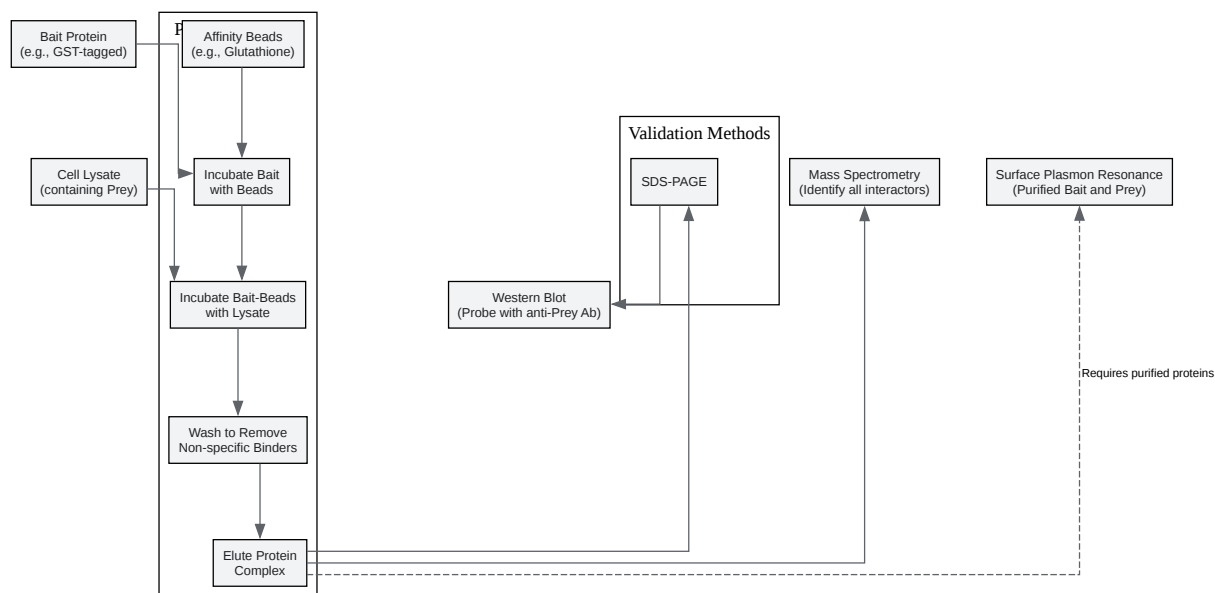 Bait Protein
(e.g., GST-tagged)
Affinity Beads
(e.g., Glutathione)
Validation Methods
Cell Lysate
(containing Prey)
Incubate Bait
with Beads
SDS-PAGE
Mass Spectrometry
(Identify all interactors)
Surface Plasmon Resonance
(Purified Bait and Prey)
Incubate Bait-Beads
with Lysate
Western Blot
(Probe with anti-Prey Ab)
Requires purified proteins
Wash to Remove
Non-specific Binders
Elute Protein
Complex